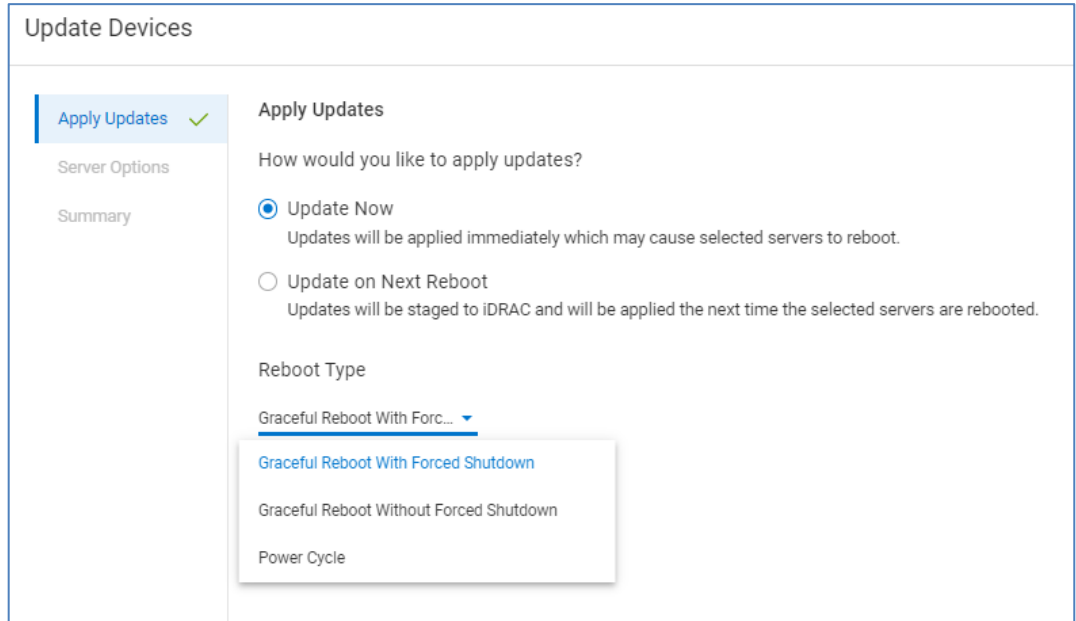 Update Devices
Apply Updates
Server Options
Summary
Apply Updates
How would you like to apply updates?
Update Now
Updates will be applied immediately which may cause selected servers to reboot.
Update on Next Reboot
Updates will be staged to iDRAC and will be applied the next time the selected servers are rebooted.
Reboot Type
Graceful Reboot With Forc...
Graceful Reboot With Forced Shutdown
Graceful Reboot Without Forced Shutdown
Power Cycle